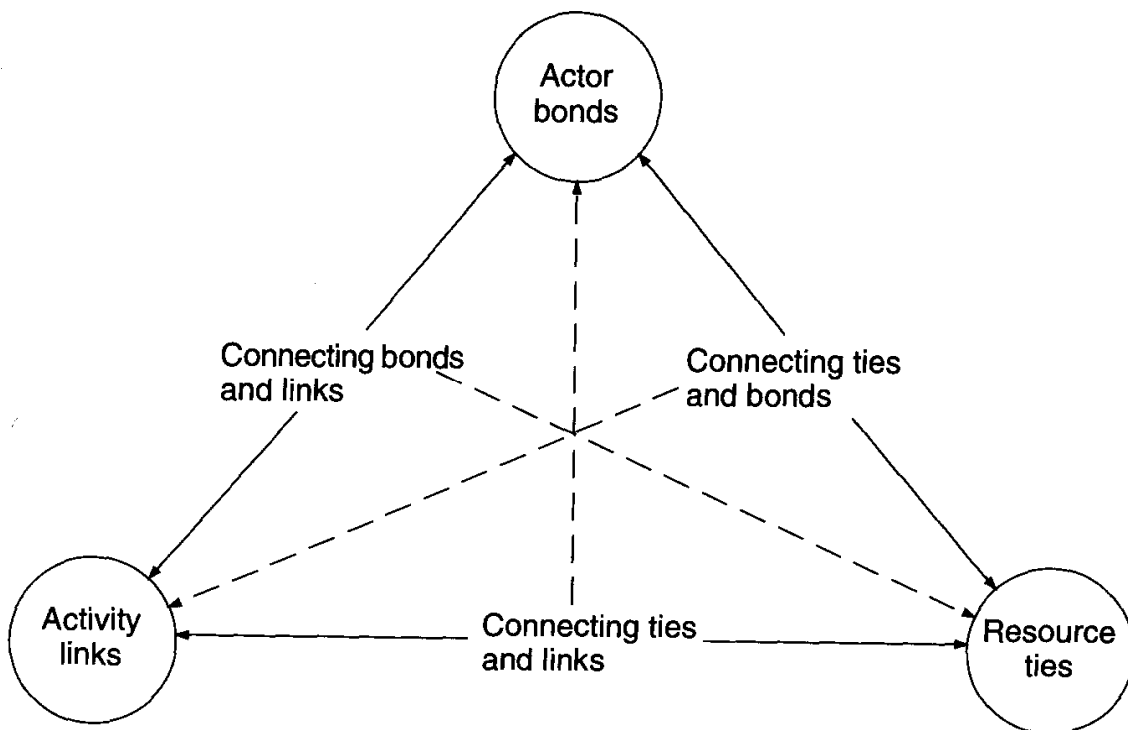 Actor
bonds
Connecting bonds
and links
Connecting ties
and bonds
Activity
links
Connecting ties
and links
Resource
ties